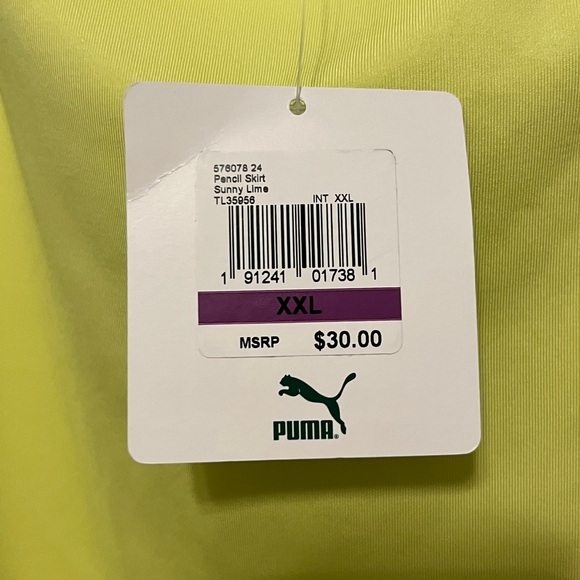 576078 24
Pencil Skirt
Sunny Lime
TL35956 INT XXL
1 91241 01738 1
XXL
MSRP $30.00
PUMA®